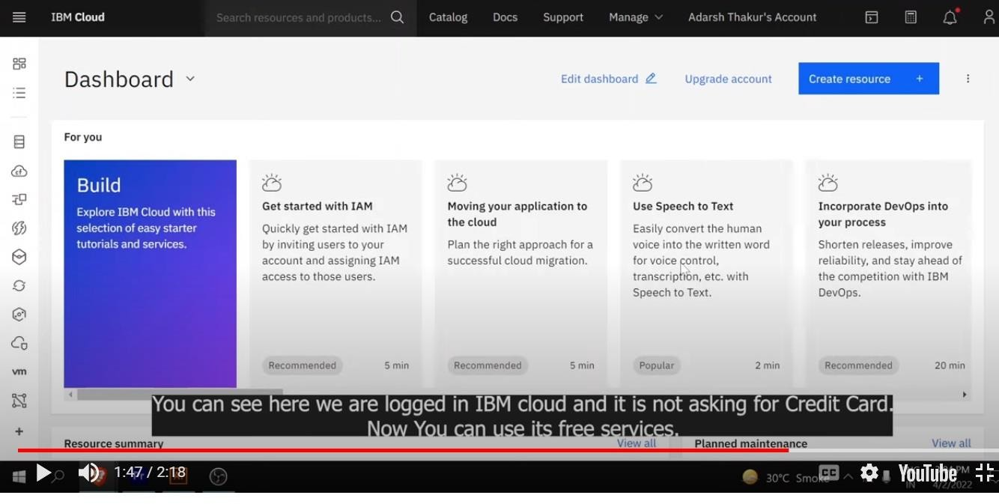 IBM Cloud
Search resources and products...
Catalog
Docs
Support
Manage
Adarsh Thakur's Account
Dashboard
Edit dashboard
Upgrade account
Create resource +
For you
Build
Explore IBM Cloud with this
selection of easy starter
tutorials and services.
Get started with IAM
Quickly get started with IAM
by inviting users to your
account and assigning IAM
access to those users.
Recommended
5 min
Moving your application to
the cloud
Plan the right approach for a
successful cloud migration.
Recommended
5 min
Use Speech to Text
Easily convert the human
voice into the written word
for voice control,
transcription, etc. with
Speech to Text.
Popular
2 min
Incorporate DevOps into
your process
Shorten releases, improve
reliability, and stay ahead of
the competition with IBM
DevOps.
Recommended
20 min
vm
You can see here we are logged in IBM cloud and it is not asking for Credit Card.
Now You can use its free services.
Resource summary
View all
Planned maintenance
View all
1:47 / 2:18
30°C Smoke
CC
YouTube
PM
IN
4/2/2022